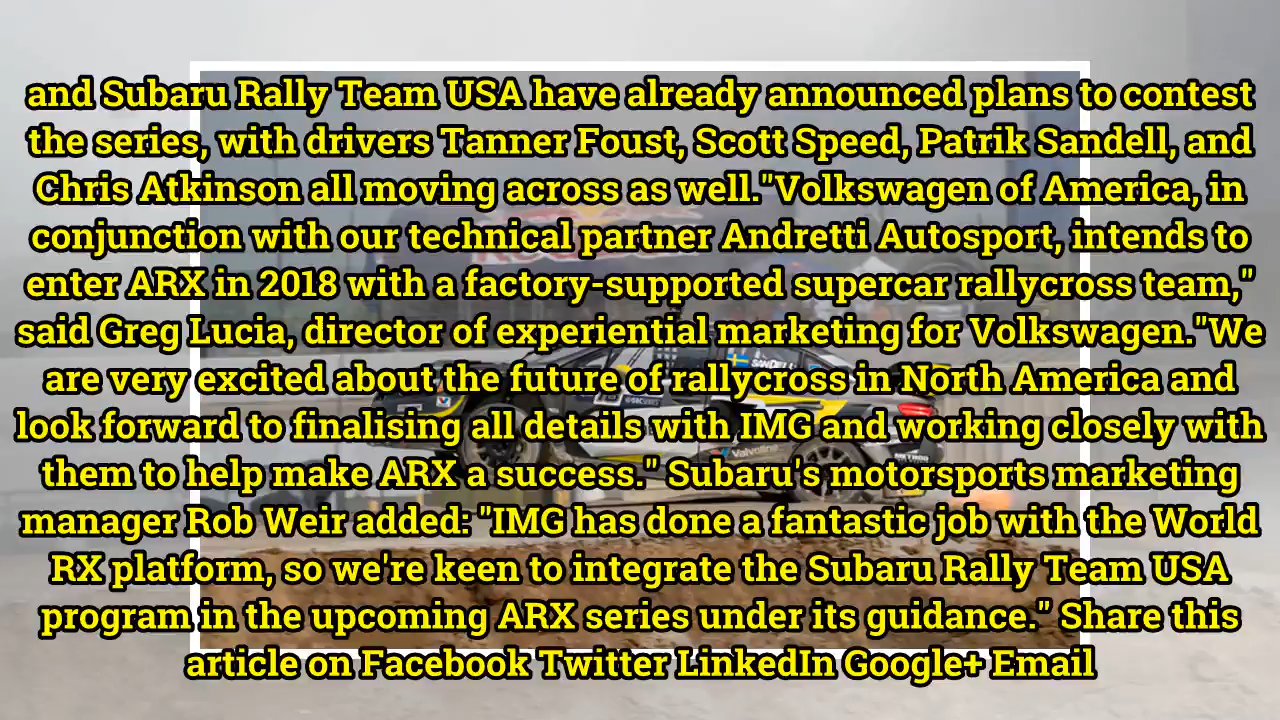 and Subaru Rally Team USA have already announced plans to contest
the series, with drivers Tanner Foust, Scott Speed, Patrik Sandell, and
Chris Atkinson all moving across as well."Volkswagen of America, in
conjunction with our technical partner Andretti Autosport, intends to
enter ARX in 2018 with a factory-supported supercar rallycross team,"
said Greg Lucia, director of experiential marketing for Volkswagen."We
are very excited about the future of rallycross in North America and
look forward to finalising all details with IMG and working closely with
them to help make ARX a success." Subaru's motorsports marketing
manager Rob Weir added: "IMG has done a fantastic job with the World
RX platform, so we're keen to integrate the Subaru Rally Team USA
program in the upcoming ARX series under its guidance." Share this
article on Facebook Twitter LinkedIn Google+ Email
SANDELL
Valvoline